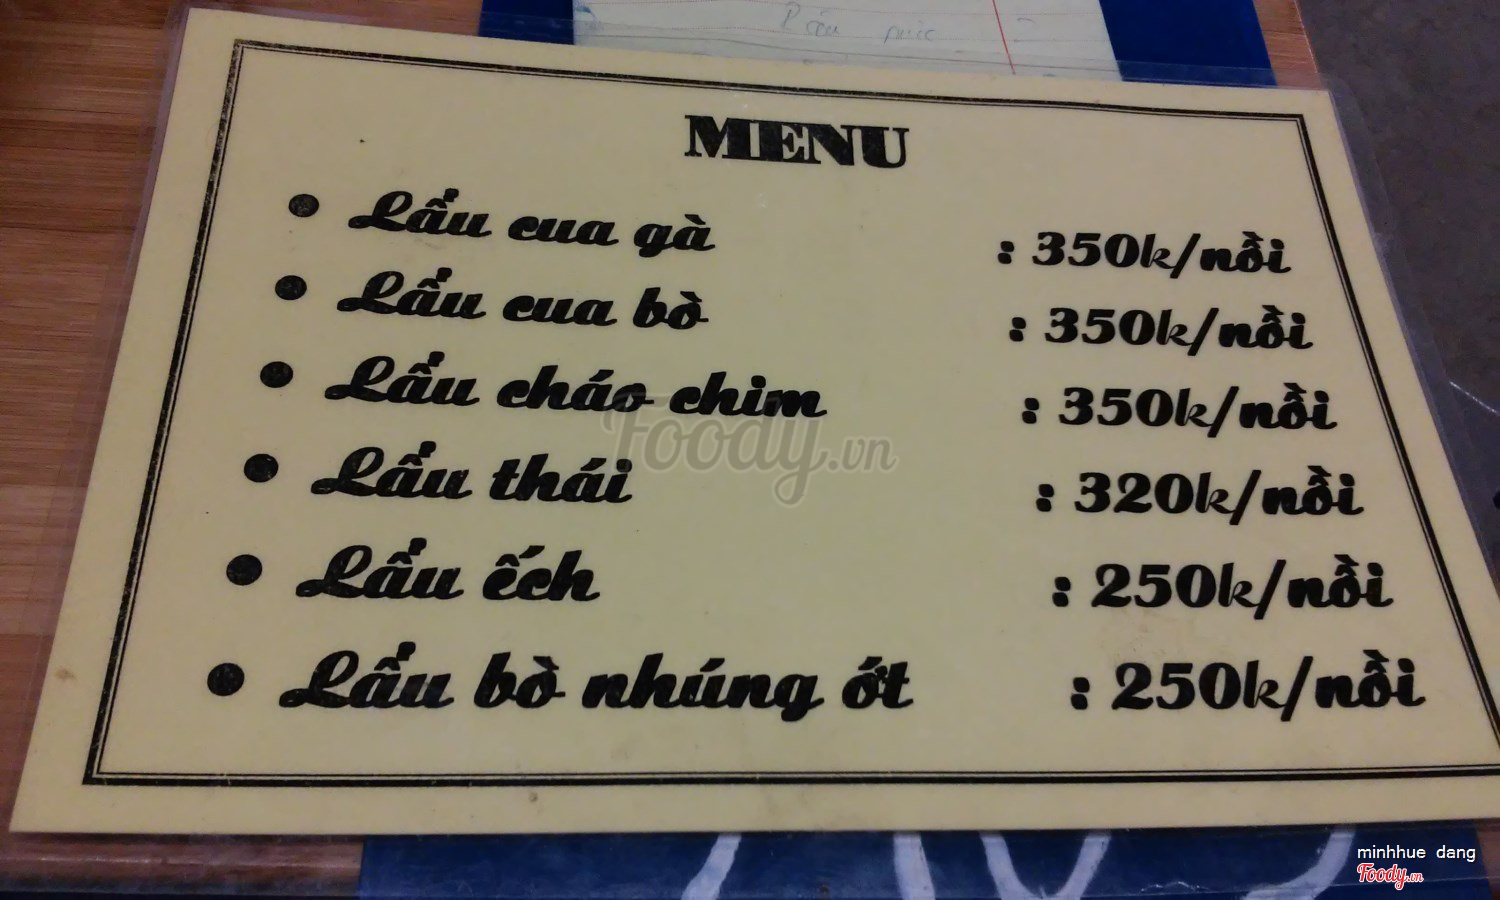 MENU
• Lẩu cua gà : 350k/nồi
• Lẩu cua bò : 350k/nồi
• Lẩu cháo chim : 350k/nồi
• Lẩu thái : 320k/nồi
• Lẩu ếch : 250k/nồi
• Lẩu bò nhúng ớt : 250k/nồi
Foody.vn
minhhue dang
Foody.vn